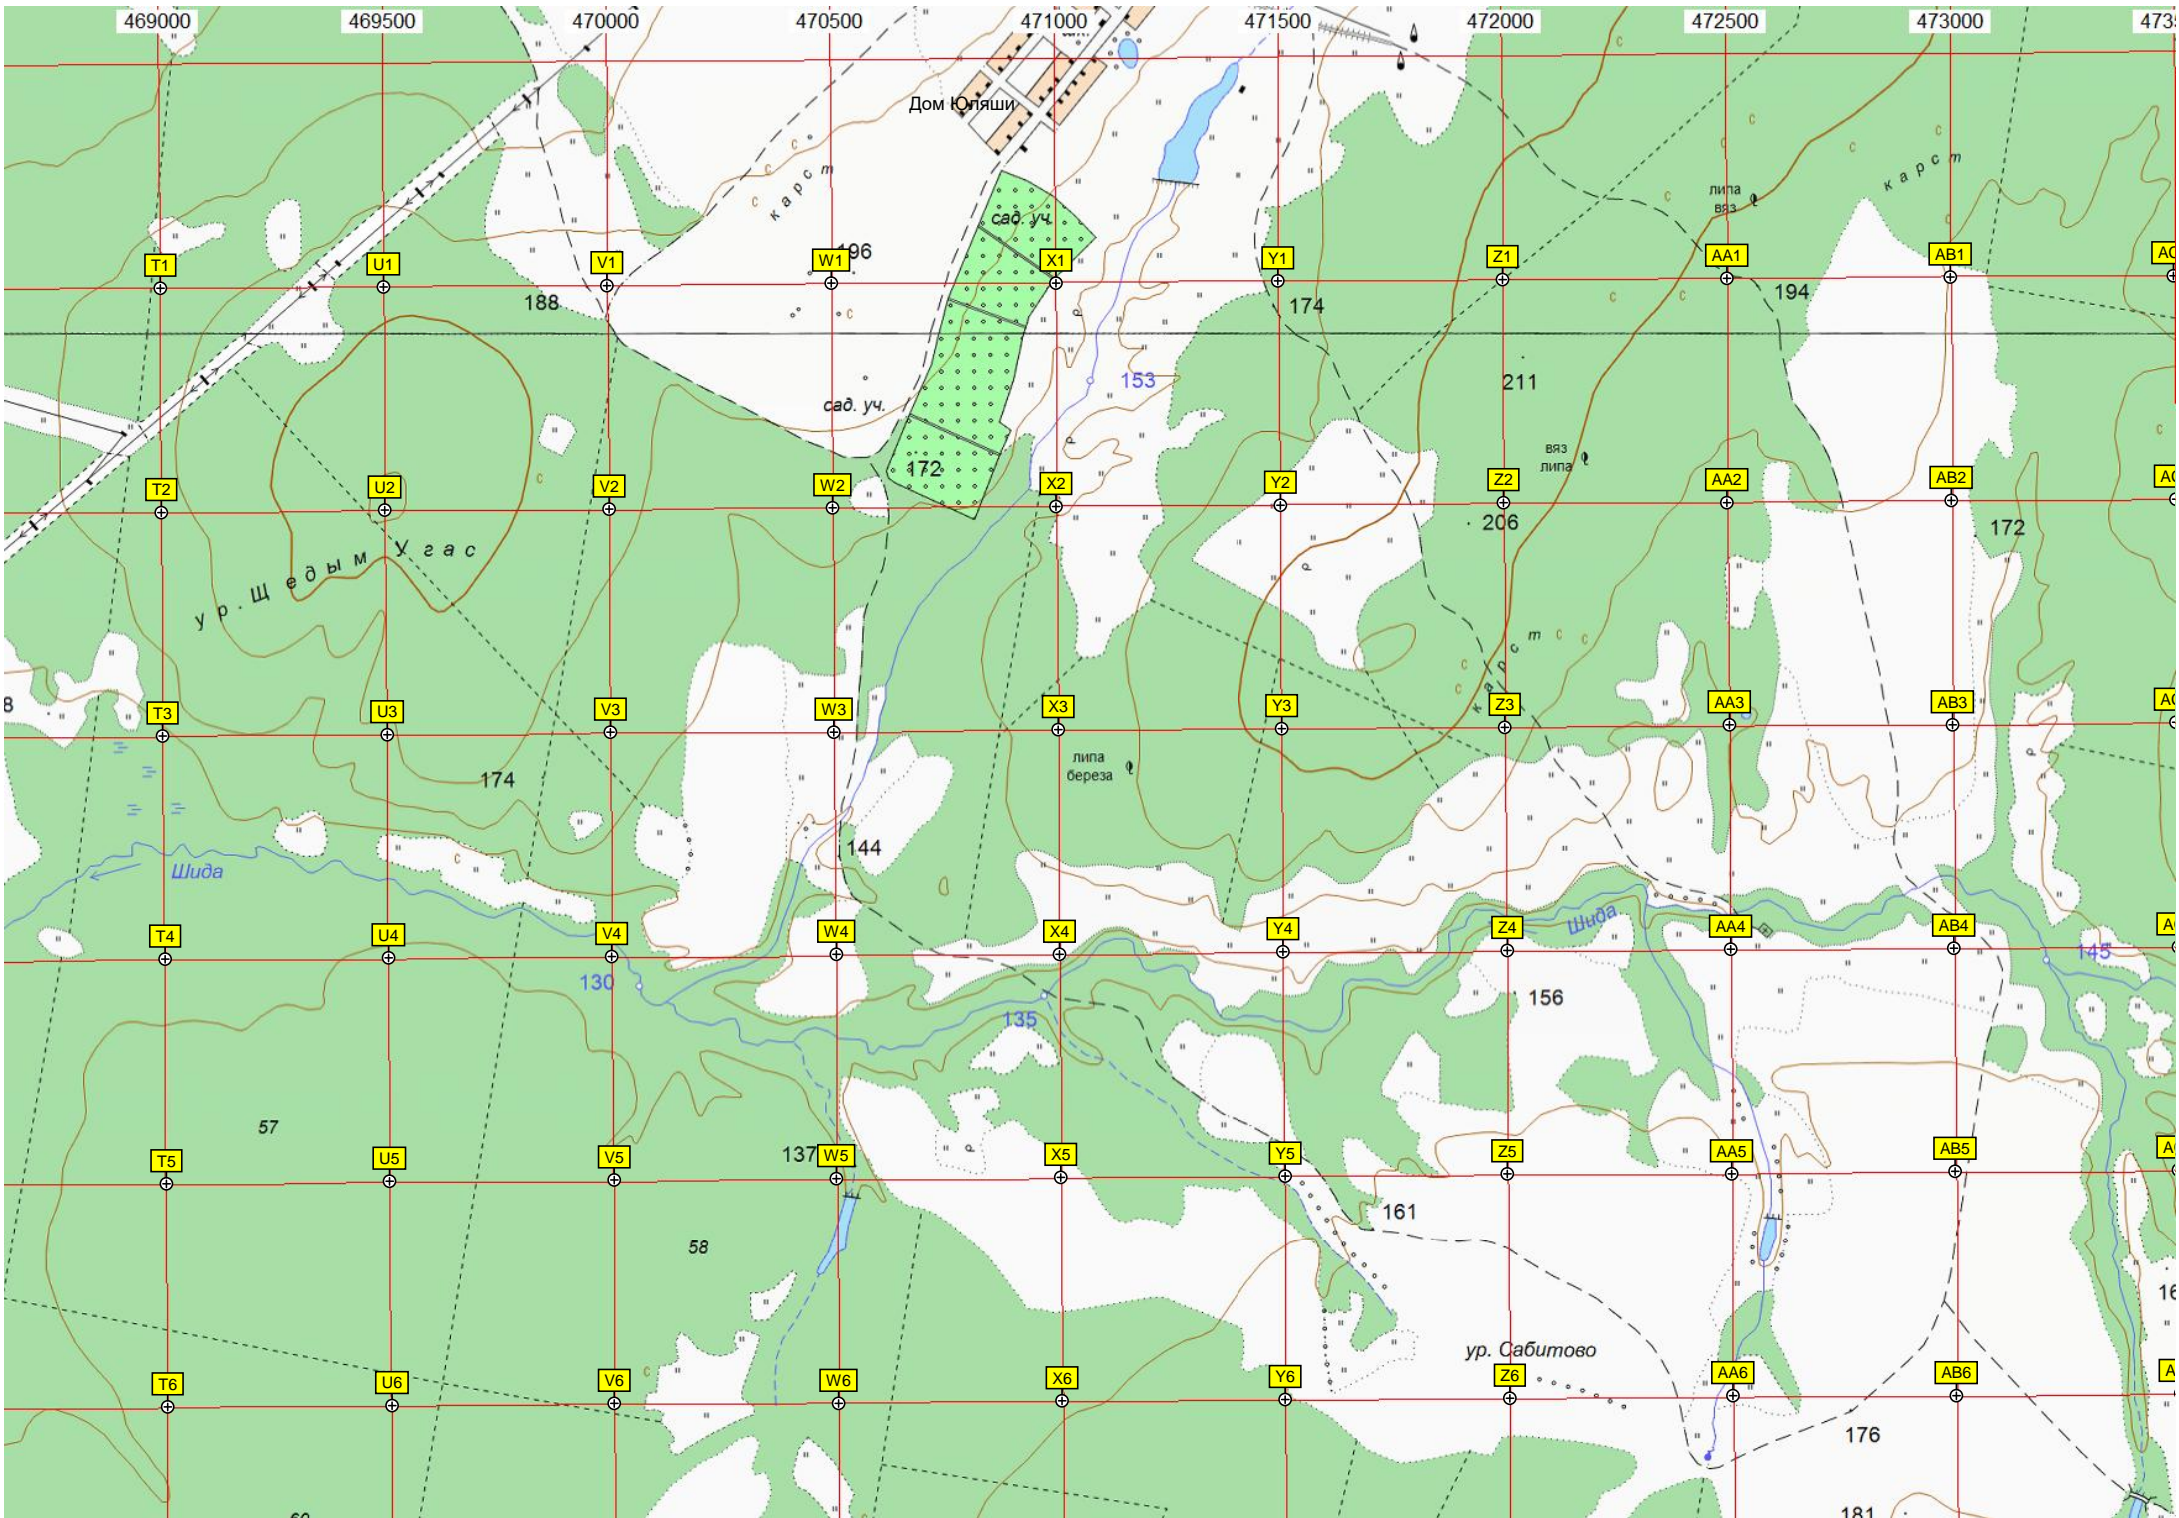 469000 469500 470000 470500 471000 471500 472000 472500 473000
Дом Юляши
карст
карст
липа
вяз
сад. уч.
196
T1 U1 V1 W1 X1 Y1 Z1 AA1 AB1
188
174
194
153
211
сад. уч.
вяз
липа
172
T2 U2 V2 W2 X2 Y2 Z2 AA2 AB2
206
172
ур. Щедым Угас
карст
8
T3 U3 V3 W3 X3 Y3 Z3 AA3 AB3
липа
береза
174
144
Шида
Шида
T4 U4 V4 W4 X4 Y4 Z4 AA4 AB4
145
130
156
135
57
137
T5 U5 V5 W5 X5 Y5 Z5 AA5 AB5
161
58
ур. Сабитово
T6 U6 V6 W6 X6 Y6 Z6 AA6 AB6
176
181